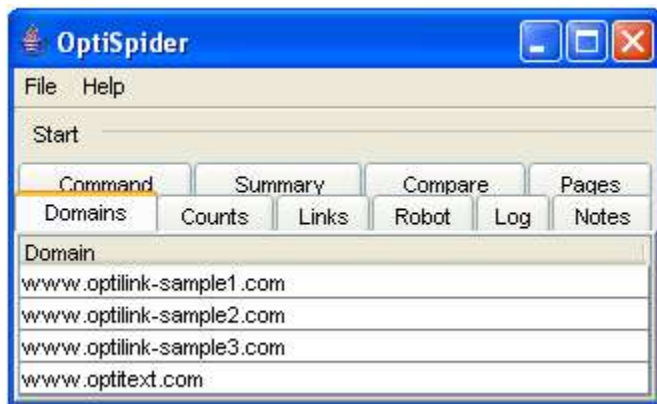 OptiSpider
File Help
Start
Command Summary Compare Pages
Domains Counts Links Robot Log Notes
Domain
www.optilink-sample1.com
www.optilink-sample2.com
www.optilink-sample3.com
www.optitext.com